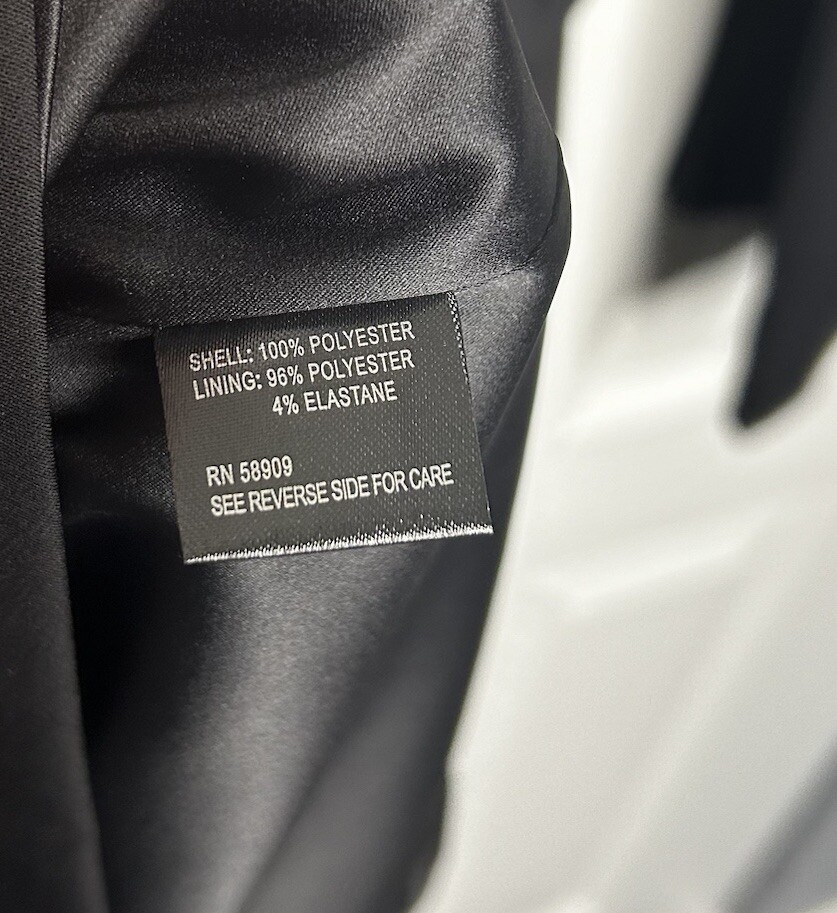 SHELL: 100% POLYESTER
LINING: 96% POLYESTER
4% ELASTANE
RN 58909
SEE REVERSE SIDE FOR CARE